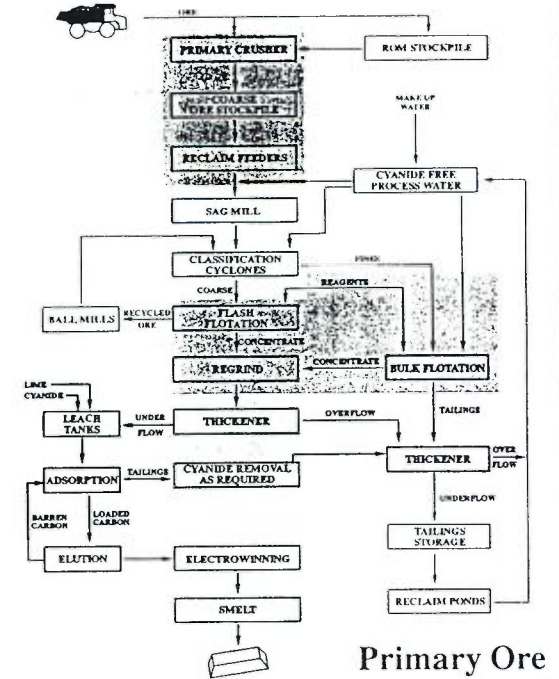 ORE
PRIMARY CRUSHER
ROM STOCKPILE
COARSE
ORE STOCKPILE
MAKE UP
WATER
RECLAIM FEEDERS
CYANIDE FREE
PROCESS WATER
SAG MILL
CLASSIFICATION
CYCLONES
FINES
COARSE
REAGENTS
BALL MILLS
RECYCLED
ORE
FLASH
FLOTATION
CONCENTRATE
REGRIND
CONCENTRATE
BULK FLOTATION
LIME
CYANIDE
LEACH
TANKS
UNDER
FLOW
THICKENER
OVERFLOW
TAILINGS
THICKENER
OVER
FLOW
ADSORPTION
TAILINGS
CYANIDE REMOVAL
AS REQUIRED
BARREN
CARBON
LOADED
CARBON
UNDERFLOW
TAILINGS
STORAGE
ELUTION
ELECTROWINNING
SMELT
RECLAIM PONDS
Primary Ore